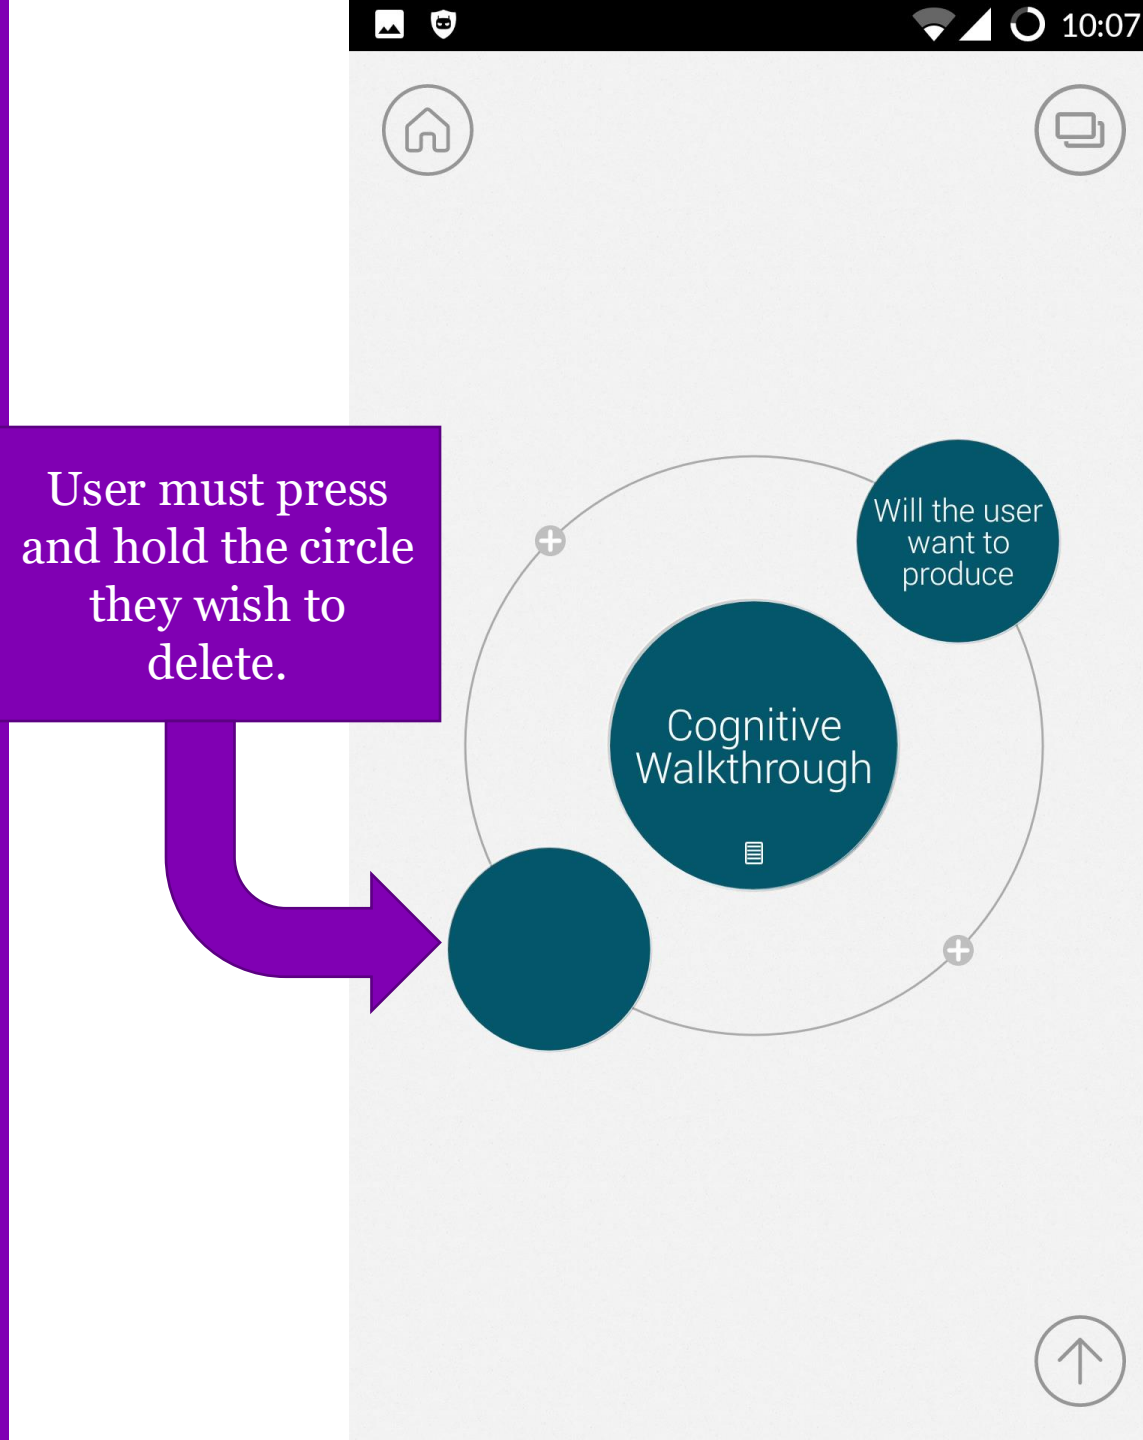 10:07
User must press
and hold the circle
they wish to
delete.
Will the user
want to
produce
Cognitive
Walkthrough